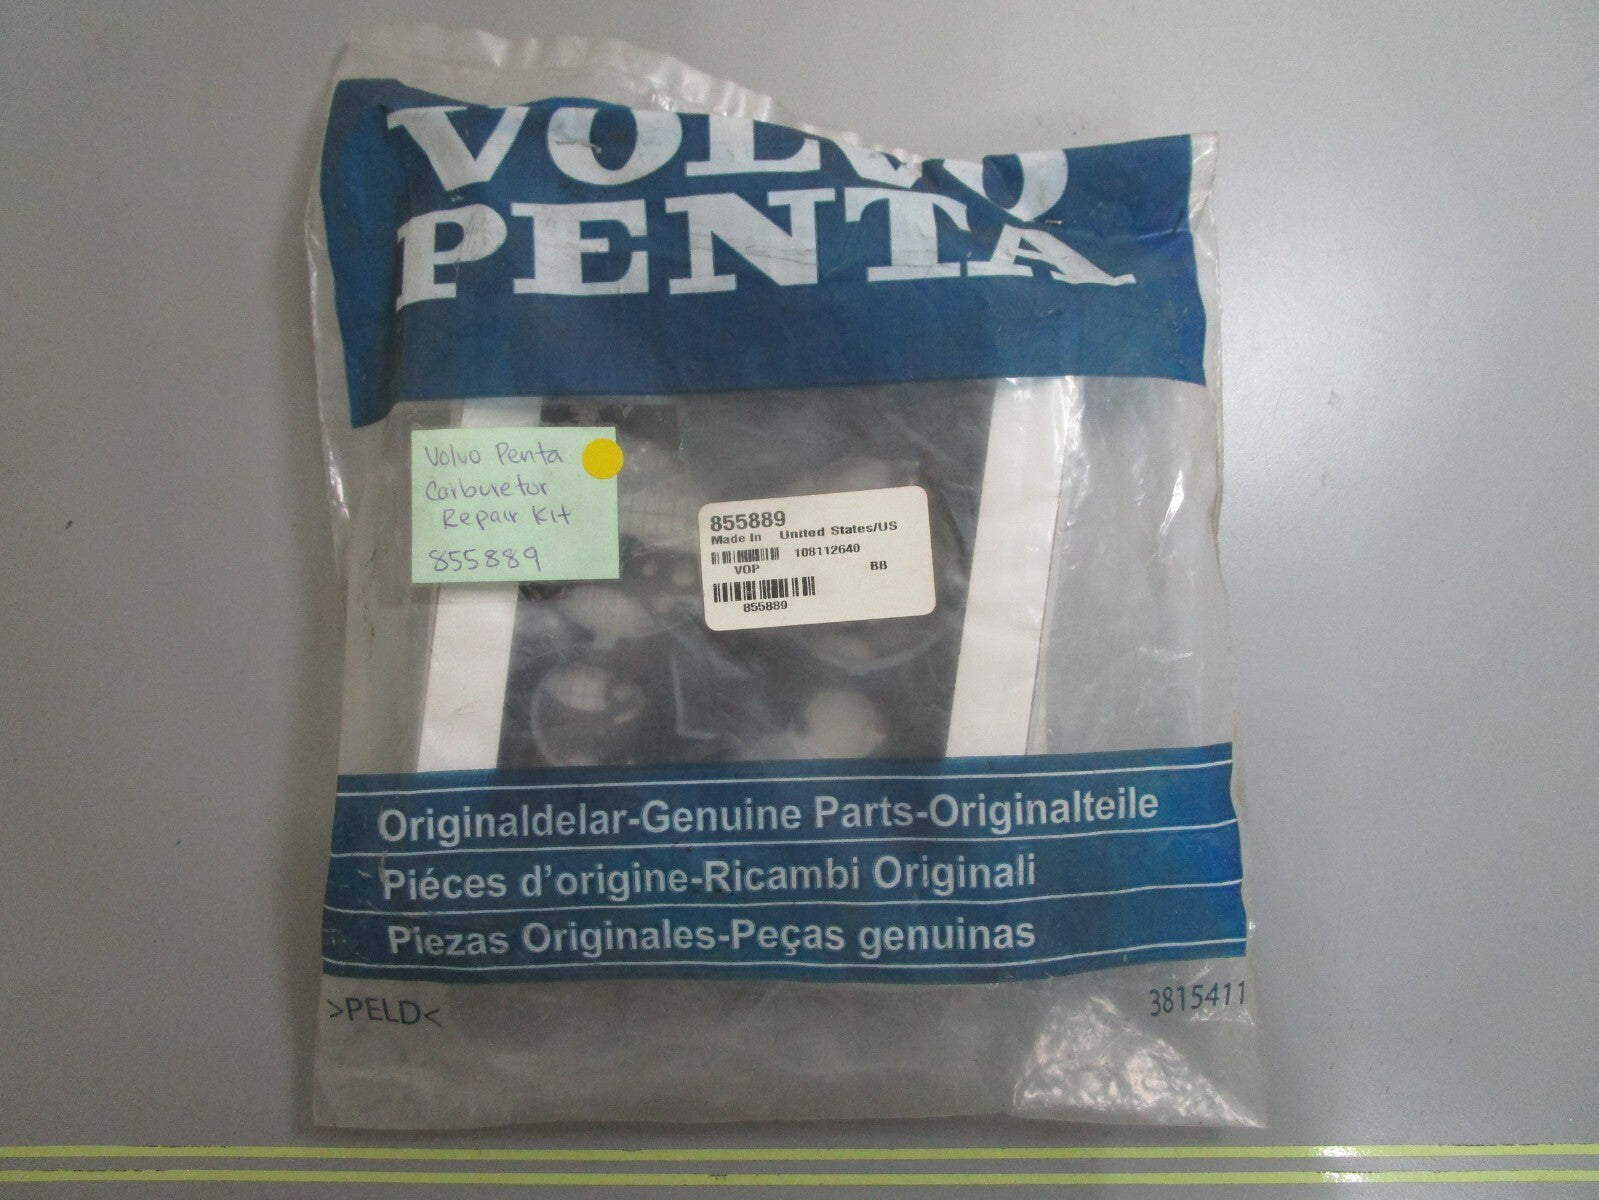 VOLVO
PENTA
Volvo Penta
Carburetor
Repair Kit
855889
855889
Made In United States/US
108112640
VOP BB
855889
Originaldelar-Genuine Parts-Originalteile
Piéces d'origine-Ricambi Originali
Piezas Originales-Peças genuinas
>PELD<
3815411